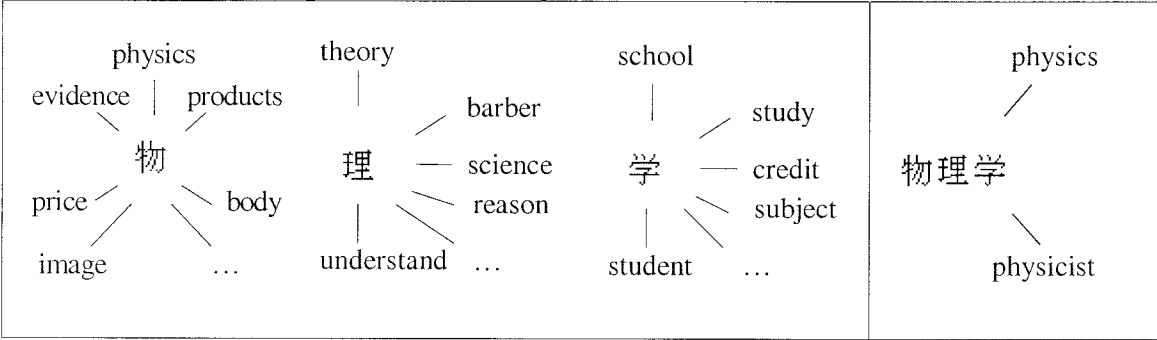 physics
evidence products
物
price body
image ...
theory
barber
理 science
reason
understand ...
school
study
学 credit
subject
student ...
physics
物理学
physicist